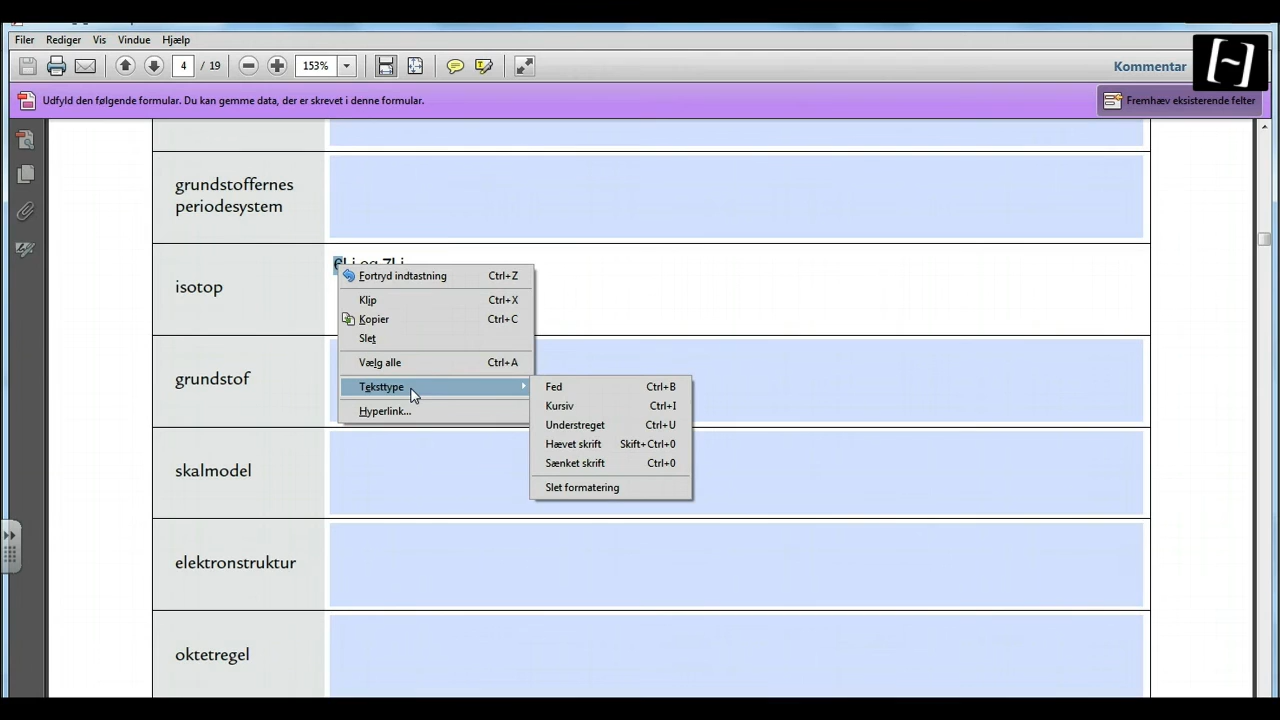 Filer Rediger Vis Vindue Hjælp
4 / 19 153% Kommentar
Udfyld den følgende formular. Du kan gemme data, der er skrevet i denne formular. Fremhæv eksisterende felter
grundstoffernes
periodesystem
isotop
6Li og 7Li
Fortryd indtastning Ctrl+Z
Klip Ctrl+X
Kopier Ctrl+C
Slet
Vælg alle Ctrl+A
Teksttype
Hyperlink...
Fed Ctrl+B
Kursiv Ctrl+I
Understreget Ctrl+U
Hævet skrift Skift+Ctrl+0
Sænket skrift Ctrl+0
Slet formatering
grundstof
skalmodel
elektronstruktur
oktetregel